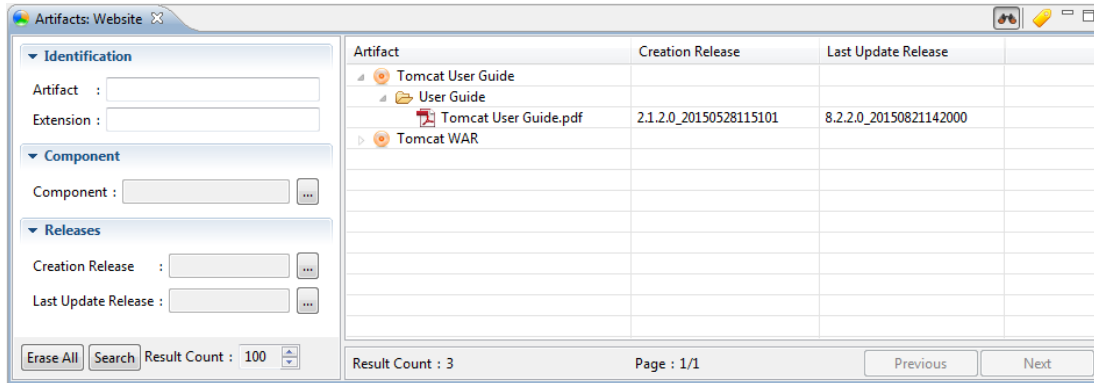 Artifacts: Website
Identification
Artifact :
Extension :
Component
Component : ...
Releases
Creation Release : ...
Last Update Release : ...
Erase All Search Result Count : 100
Artifact Creation Release Last Update Release
Tomcat User Guide
User Guide
Tomcat User Guide.pdf 2.1.2.0_20150528115101 8.2.2.0_20150821142000
Tomcat WAR
Result Count : 3 Page : 1/1 Previous Next